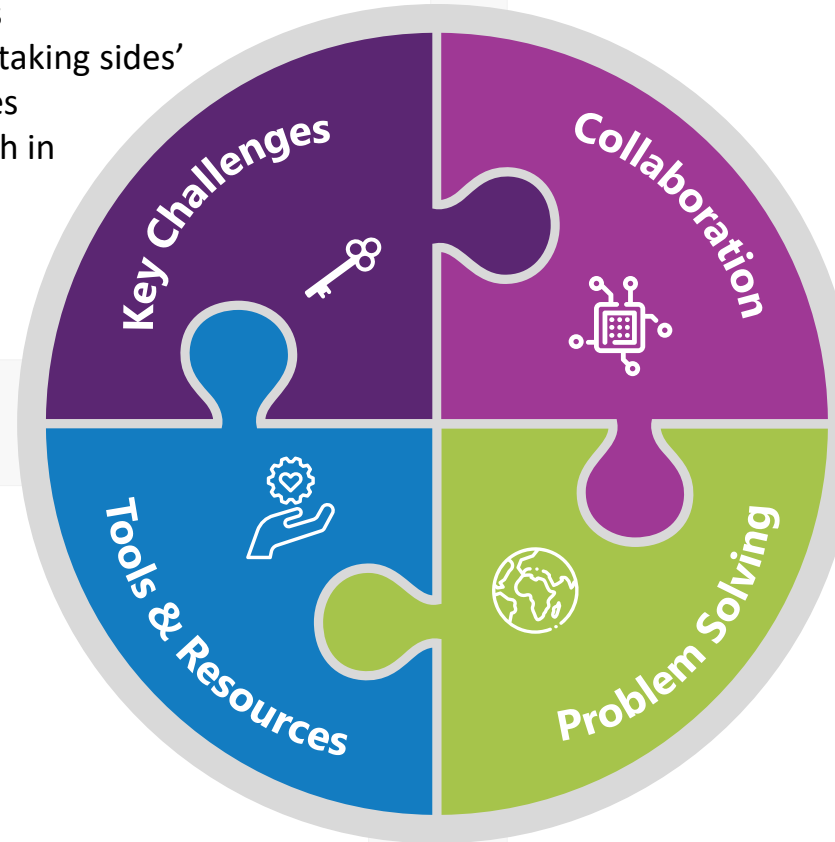 s
taking sides’
es
h in
Key Challenges
Collaboration
Tools & Resources
Problem Solving